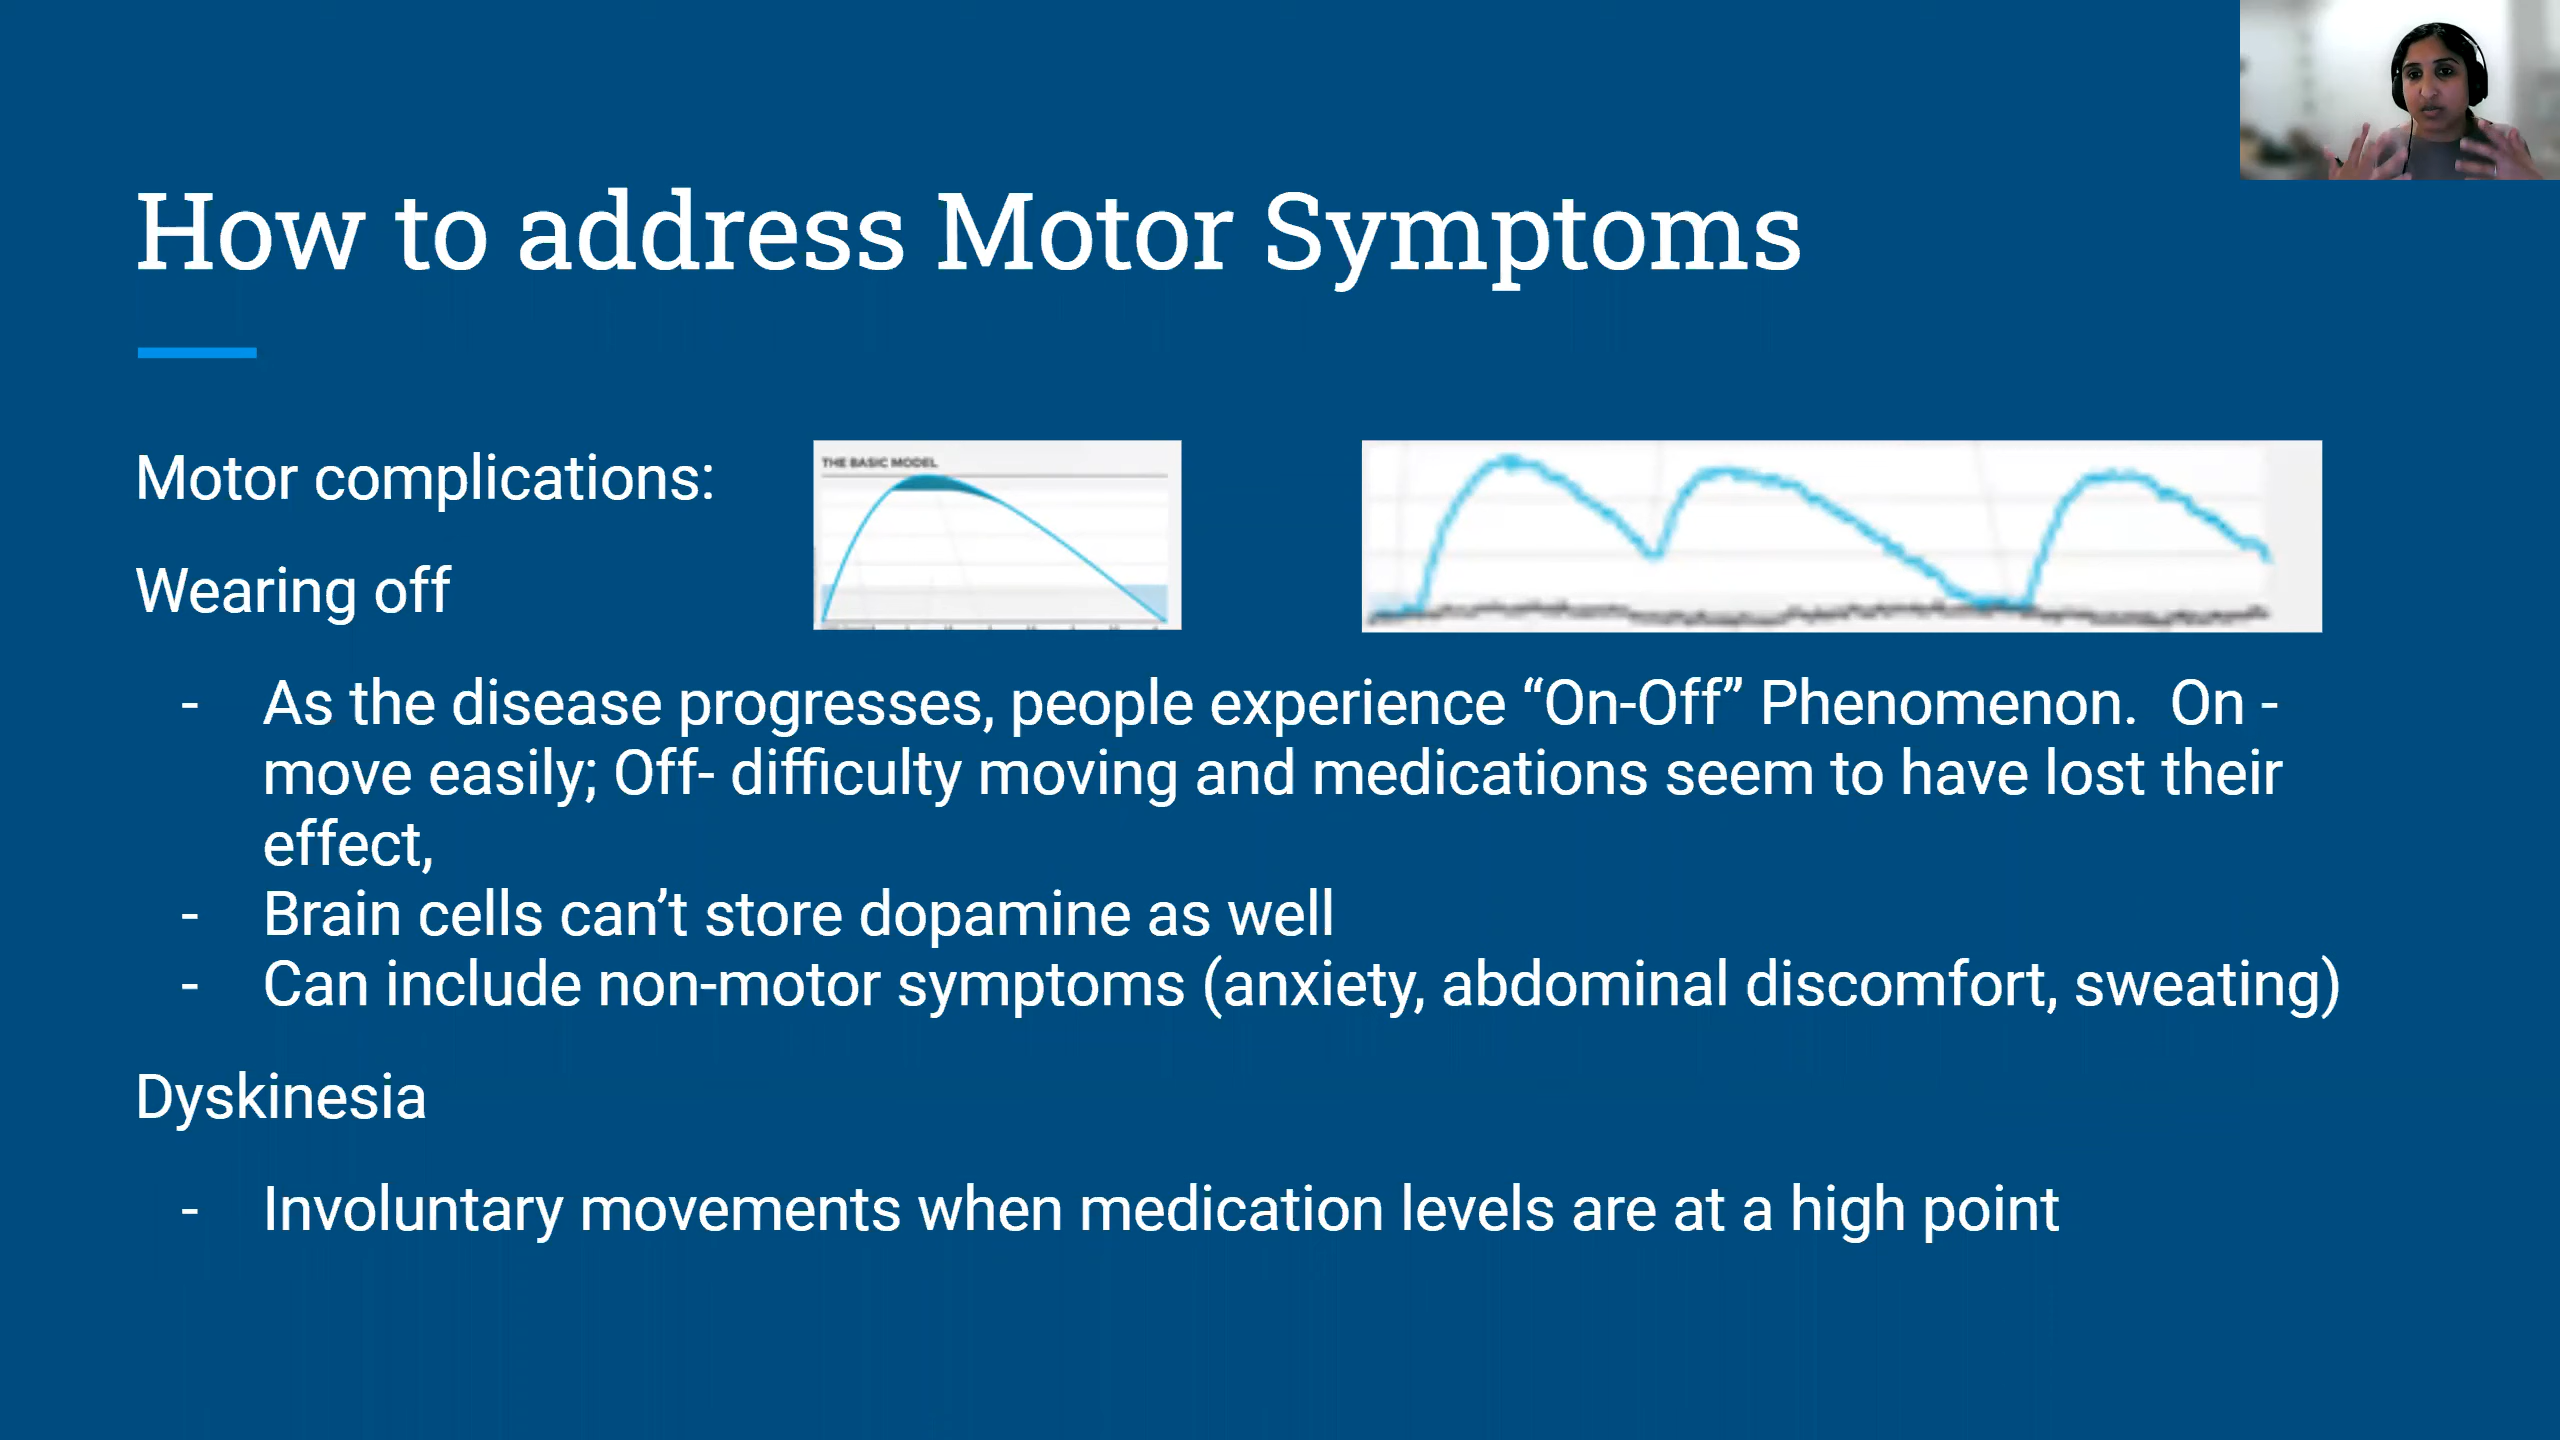 How to address Motor Symptoms
Motor complications:
THE BASIC MODEL
Wearing off
- As the disease progresses, people experience “On-Off” Phenomenon.  On -
move easily; Off- difficulty moving and medications seem to have lost their
effect,
- Brain cells can’t store dopamine as well
- Can include non-motor symptoms (anxiety, abdominal discomfort, sweating)
Dyskinesia
- Involuntary movements when medication levels are at a high point